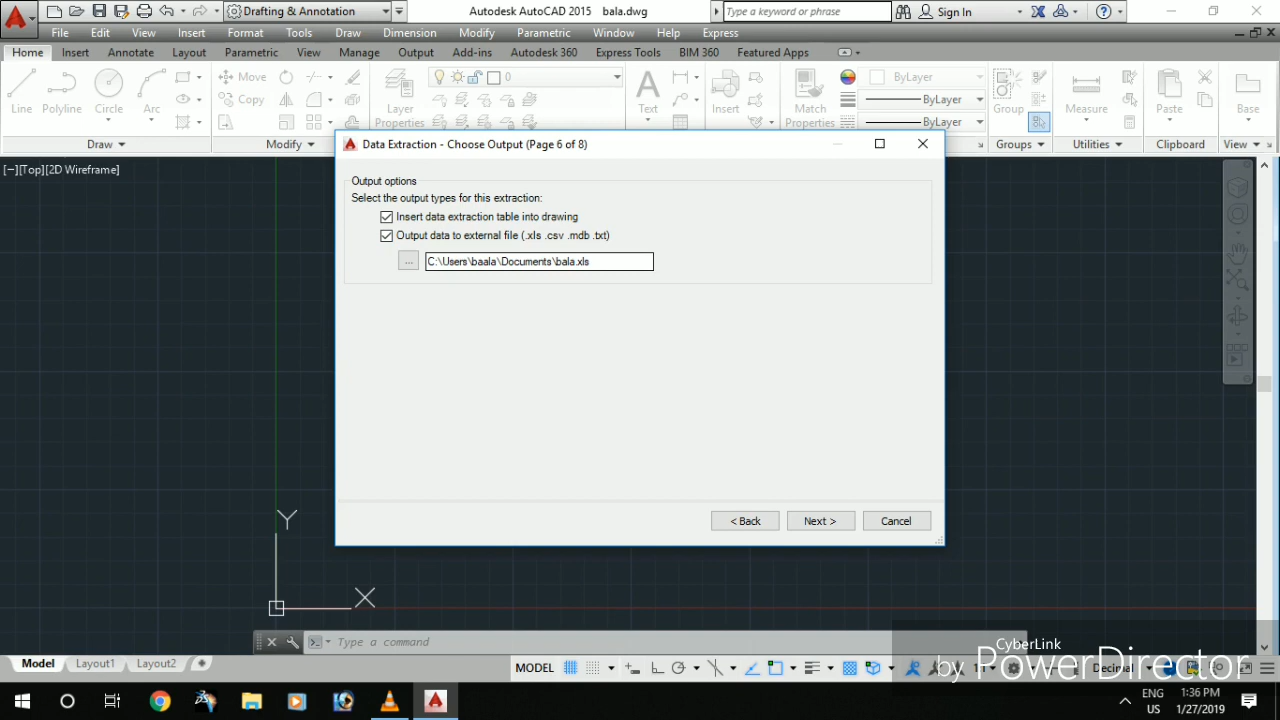 Drafting & Annotation
Autodesk AutoCAD 2015 bala.dwg
Type a keyword or phrase
Sign In
File Edit View Insert Format Tools Draw Dimension Modify Parametric Window Help Express
Home Insert Annotate Layout Parametric View Manage Output Add-ins Autodesk 360 Express Tools BIM 360 Featured Apps
Line Polyline Circle Arc
Move
Copy
0
Layer
Properties
Text
Insert
Match
Properties
ByLayer
ByLayer
ByLayer
Group
Measure
Paste
Base
Draw Modify Groups Utilities Clipboard View
[−][Top][2D Wireframe]
Data Extraction - Choose Output (Page 6 of 8)
Output options
Select the output types for this extraction:
Insert data extraction table into drawing
Output data to external file (.xls .csv .mdb .txt)
...
C:\Users\baala\Documents\bala.xls
< Back Next > Cancel
Y
X
Type a command
Model Layout1 Layout2
MODEL
Decimal
CyberLink
by PowerDirector
ENG
US
1:36 PM
1/27/2019